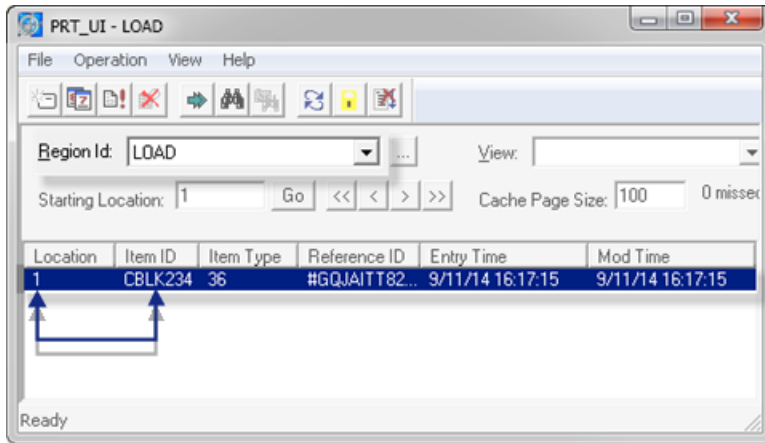 PRT_UI - LOAD
File Operation View Help
Region Id: LOAD ... View:
Starting Location: 1 Go << < > >> Cache Page Size: 100 0 missed
Location Item ID Item Type Reference ID Entry Time Mod Time
1 CBLK234 36 #GQJAITT82... 9/11/14 16:17:15 9/11/14 16:17:15
Ready